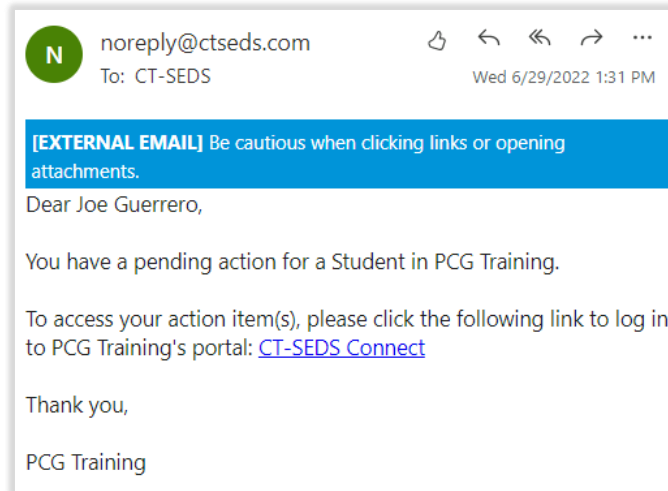 N
noreply@ctseds.com
To: CT-SEDS
Wed 6/29/2022 1:31 PM
[EXTERNAL EMAIL] Be cautious when clicking links or opening
attachments.
Dear Joe Guerrero,
You have a pending action for a Student in PCG Training.
To access your action item(s), please click the following link to log in
to PCG Training's portal: CT-SEDS Connect
Thank you,
PCG Training